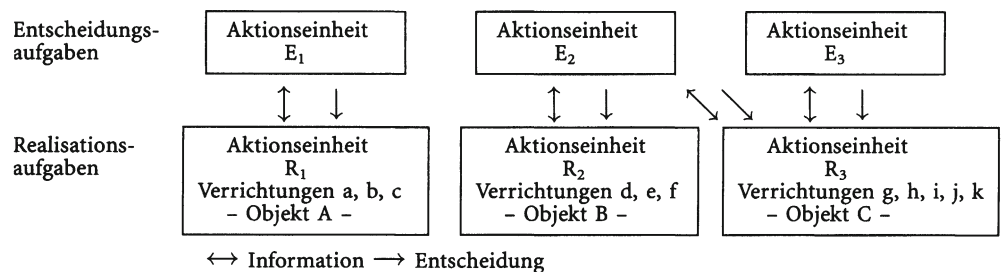 Entscheidungs-
aufgaben
Aktionseinheit
E₁
Aktionseinheit
E₂
Aktionseinheit
E₃
Realisations-
aufgaben
Aktionseinheit
R₁
Verrichtungen a, b, c
– Objekt A –
Aktionseinheit
R₂
Verrichtungen d, e, f
– Objekt B –
Aktionseinheit
R₃
Verrichtungen g, h, i, j, k
– Objekt C –
↔ Information → Entscheidung